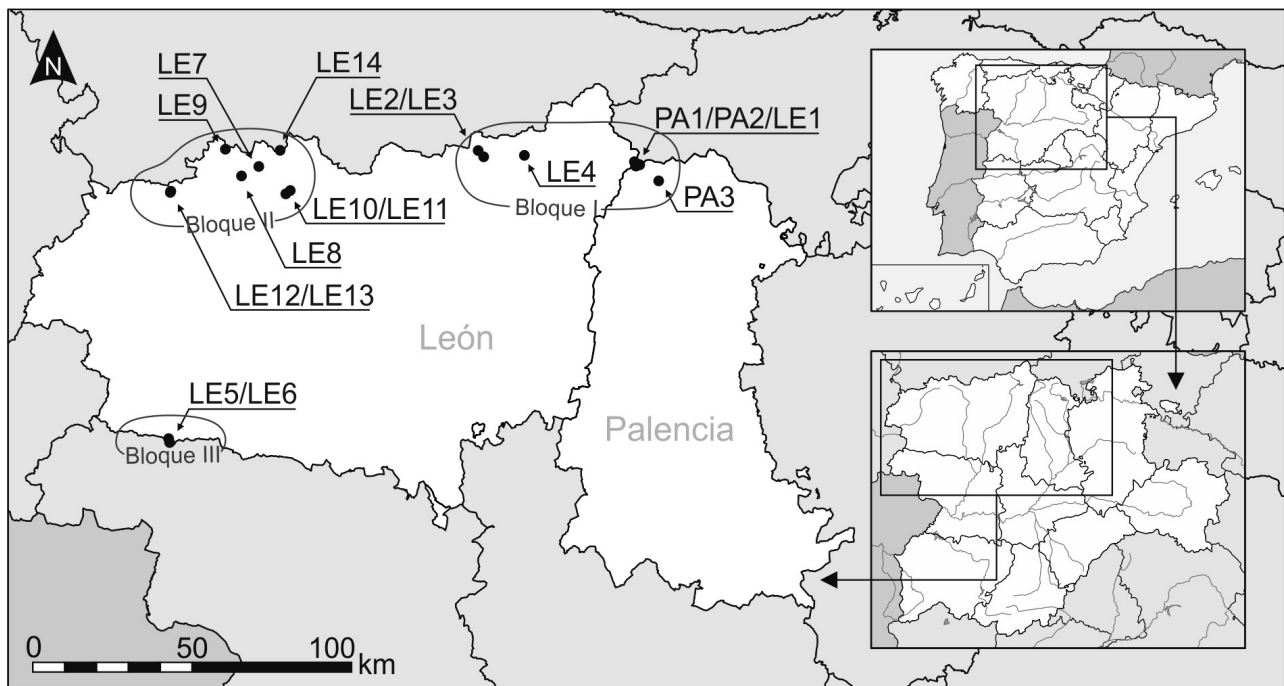 N
LE7
LE14
LE9
LE2/LE3
PA1/PA2/LE1
LE4
PA3
Bloque II
LE10/LE11
Bloque I
LE8
LE12/LE13
León
LE5/LE6
Palencia
Bloque III
0 50 100
km